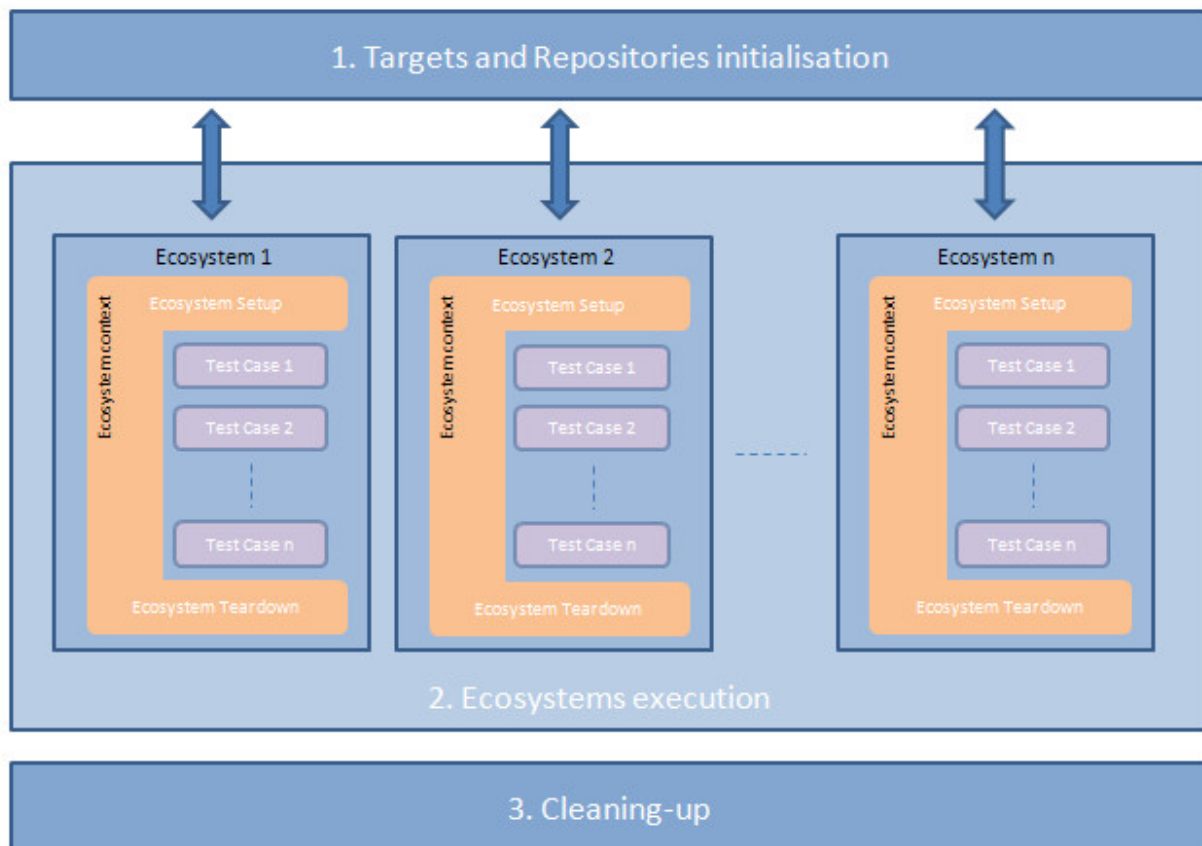 1. Targets and Repositories initialisation
Ecosystem 1
Ecosystem context
Ecosystem Setup
Test Case 1
Test Case 2
Test Case n
Ecosystem Teardown
Ecosystem 2
Ecosystem context
Ecosystem Setup
Test Case 1
Test Case 2
Test Case n
Ecosystem Teardown
Ecosystem n
Ecosystem context
Ecosystem Setup
Test Case 1
Test Case 2
Test Case n
Ecosystem Teardown
2. Ecosystems execution
3. Cleaning-up